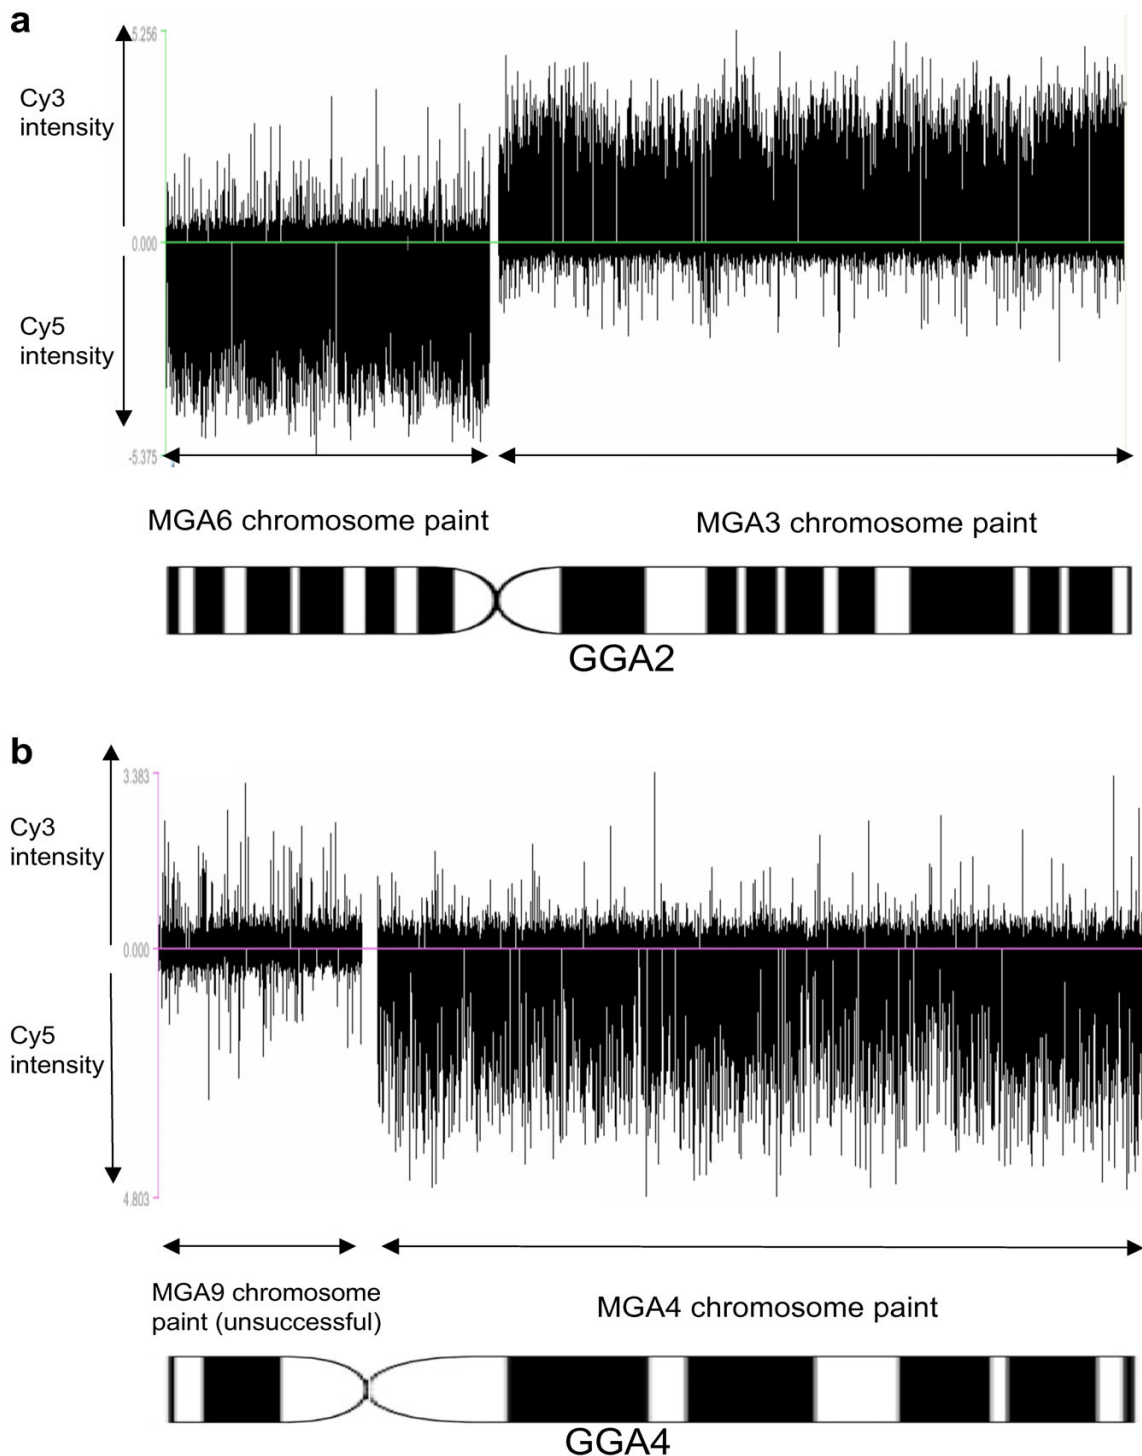 a
5.256
Cy3
intensity
0.000
Cy5
intensity
-5.375
MGA6 chromosome paint
MGA3 chromosome paint
GGA2
b
3.383
Cy3
intensity
0.000
Cy5
intensity
4.803
MGA9 chromosome
paint (unsuccessful)
MGA4 chromosome paint
GGA4